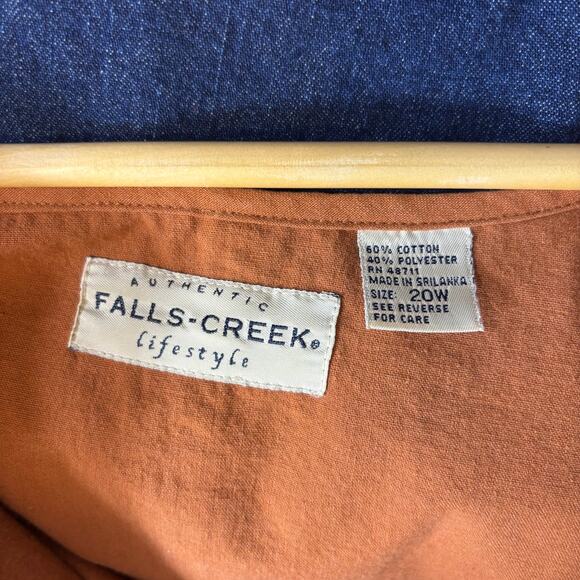 AUTHENTIC
FALLS-CREEK®
lifestyle
60% COTTON
40% POLYESTER
RN 48711
MADE IN SRILANKA
SIZE: 20W
SEE REVERSE
FOR CARE